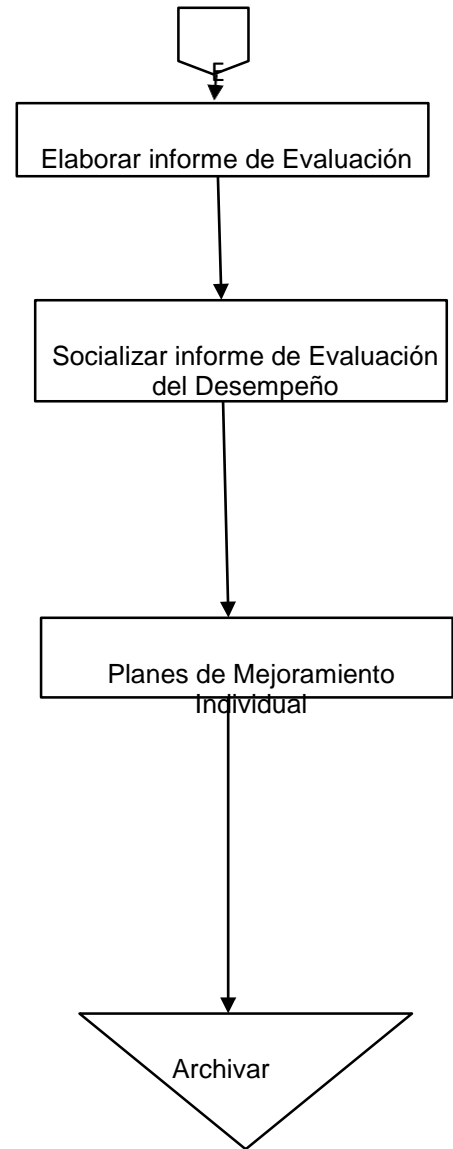 E
Elaborar informe de Evaluación
Socializar informe de Evaluación
del Desempeño
Planes de Mejoramiento
Individual
Archivar